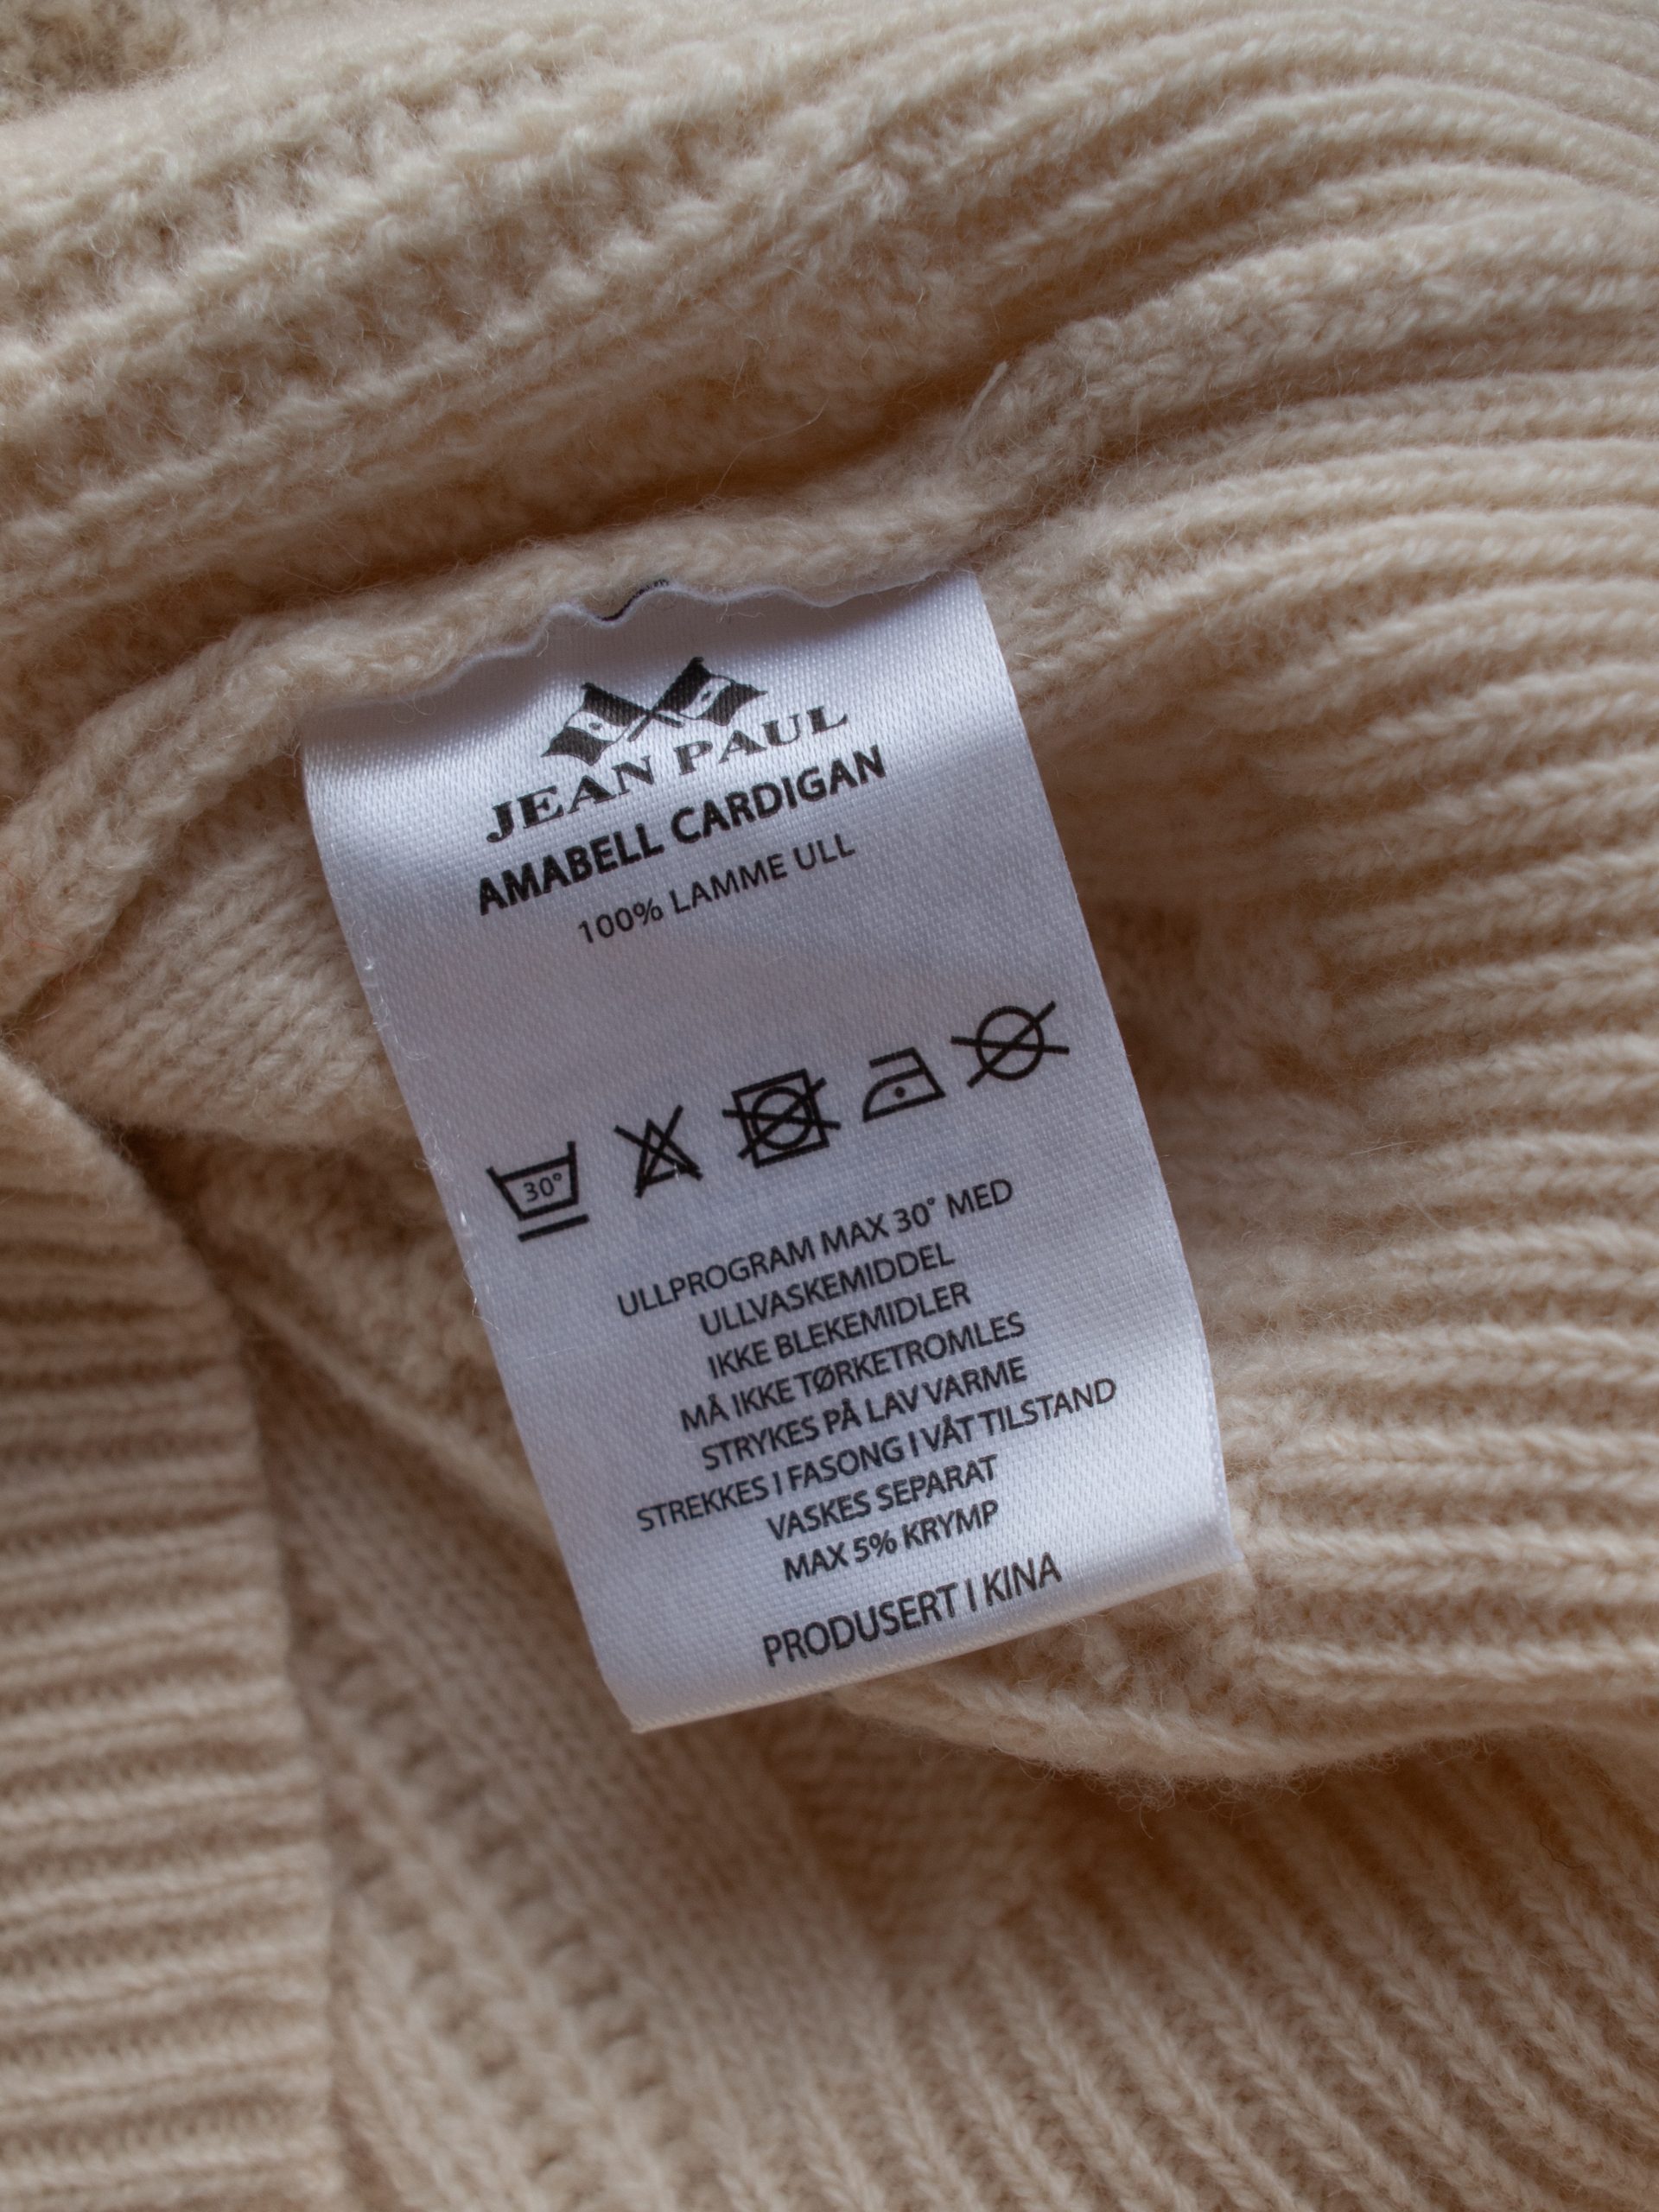 JEAN PAUL
AMABELL CARDIGAN
100% LAMME ULL
30°
ULLPROGRAM MAX 30° MED
ULLVASKEMIDDEL
IKKE BLEKEMIDLER
MÅ IKKE TØRKETROMLES
STRYKES PÅ LAV VARME
STREKKES I FASONG I VÅT TILSTAND
VASKES SEPARAT
MAX 5% KRYMP
PRODUSERT I KINA